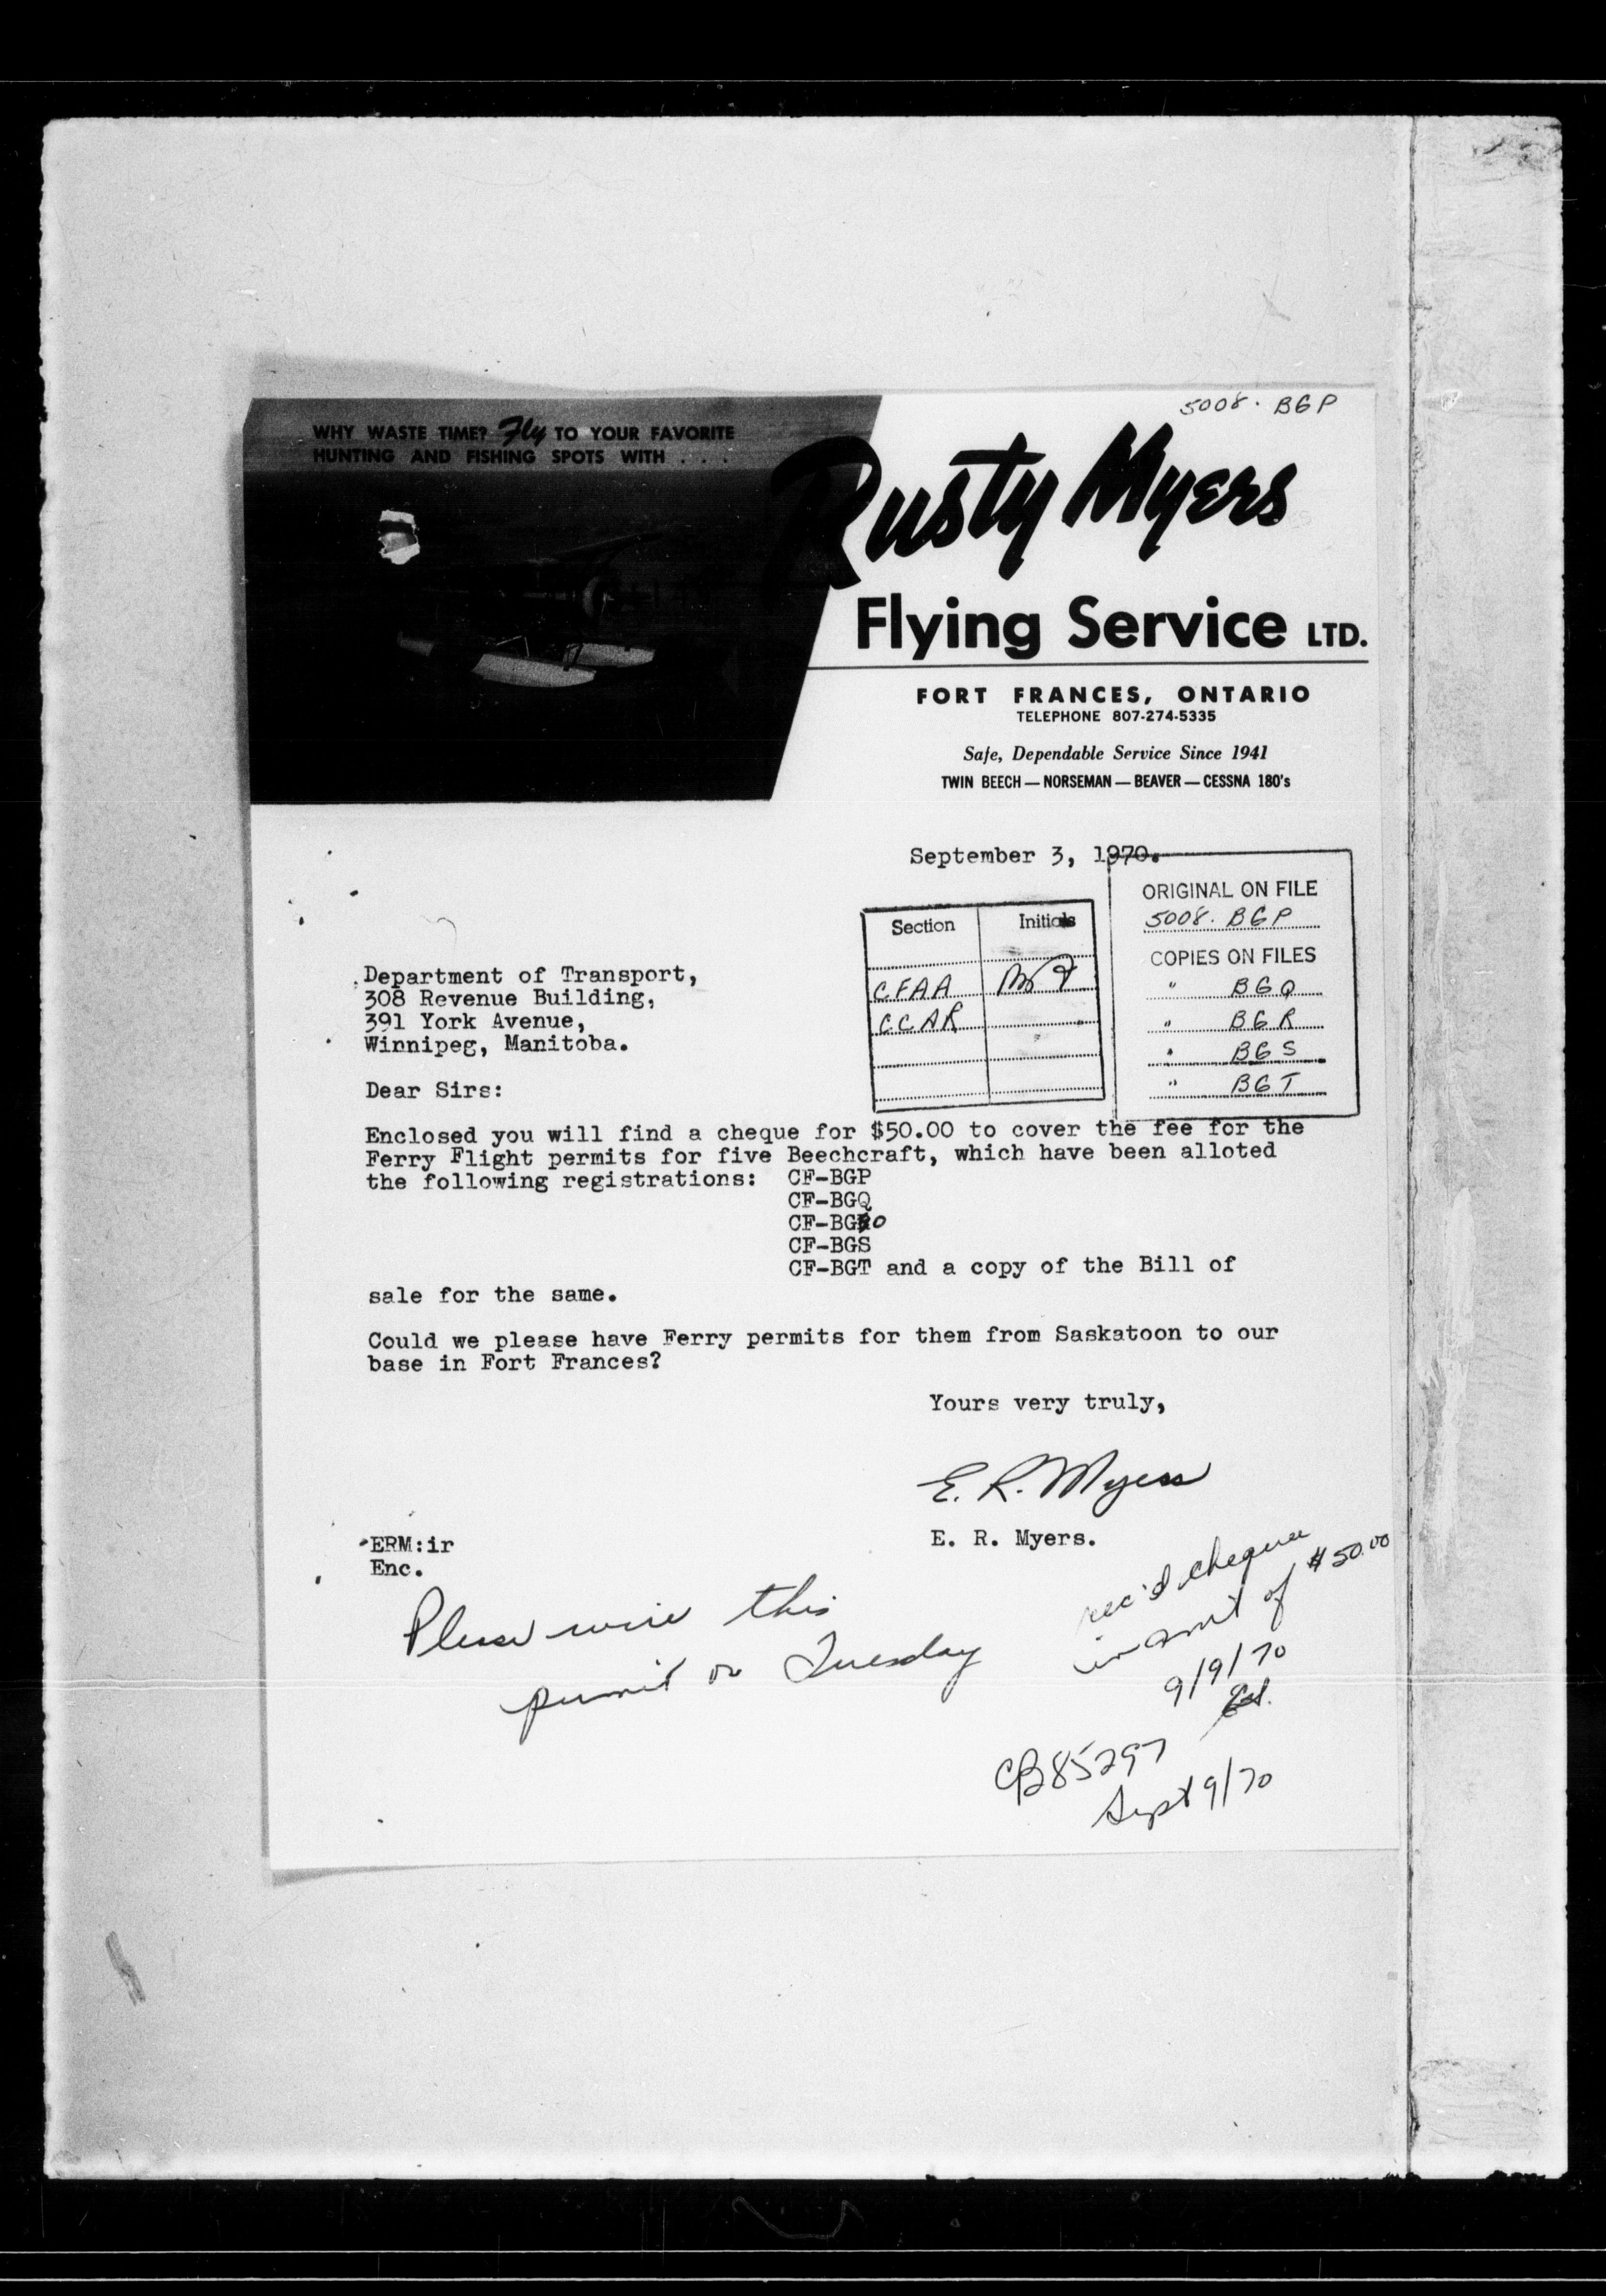 5008. BGP
WHY WASTE TIME? Fly TO YOUR FAVORITE
HUNTING AND FISHING SPOTS WITH . . .
Rusty Myers
Flying Service LTD.
FORT FRANCES, ONTARIO
TELEPHONE 807-274-5335
Safe, Dependable Service Since 1941
TWIN BEECH — NORSEMAN — BEAVER — CESSNA 180's
September 3, 1970.
ORIGINAL ON FILE
5008. BGP
COPIES ON FILES
" BGQ
" BGR
" BGS
" BGT
Section Initials
CFAA
CCAR
Department of Transport,
308 Revenue Building,
391 York Avenue,
Winnipeg, Manitoba.
Dear Sirs:
Enclosed you will find a cheque for $50.00 to cover the fee for the
Ferry Flight permits for five Beechcraft, which have been alloted
the following registrations: CF-BGP
CF-BGQ
CF-BG
CF-BGS
CF-BGT and a copy of the Bill of
sale for the same.
Could we please have Ferry permits for them from Saskatoon to our
base in Fort Frances?
Yours very truly,
E. R. Myers
E. R. Myers.
ERM:ir
Enc.
Please wire this
permit on Tuesday
rec'd cheque
in amt of $50.00
9/9/70
CB85297
Sept 9/70